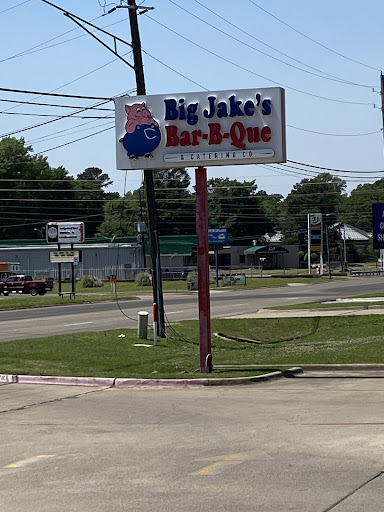 Big Jake's
Bar-B-Que
& CATERING CO.